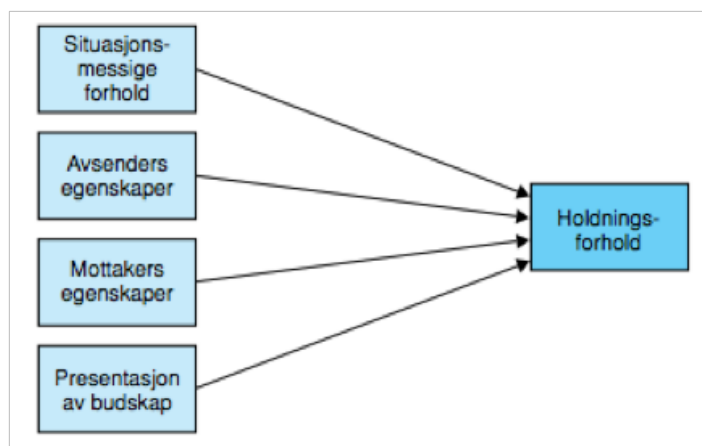 Situasjons-
messige
forhold
Avsenders
egenskaper
Mottakers
egenskaper
Presentasjon
av budskap
Holdnings-
forhold